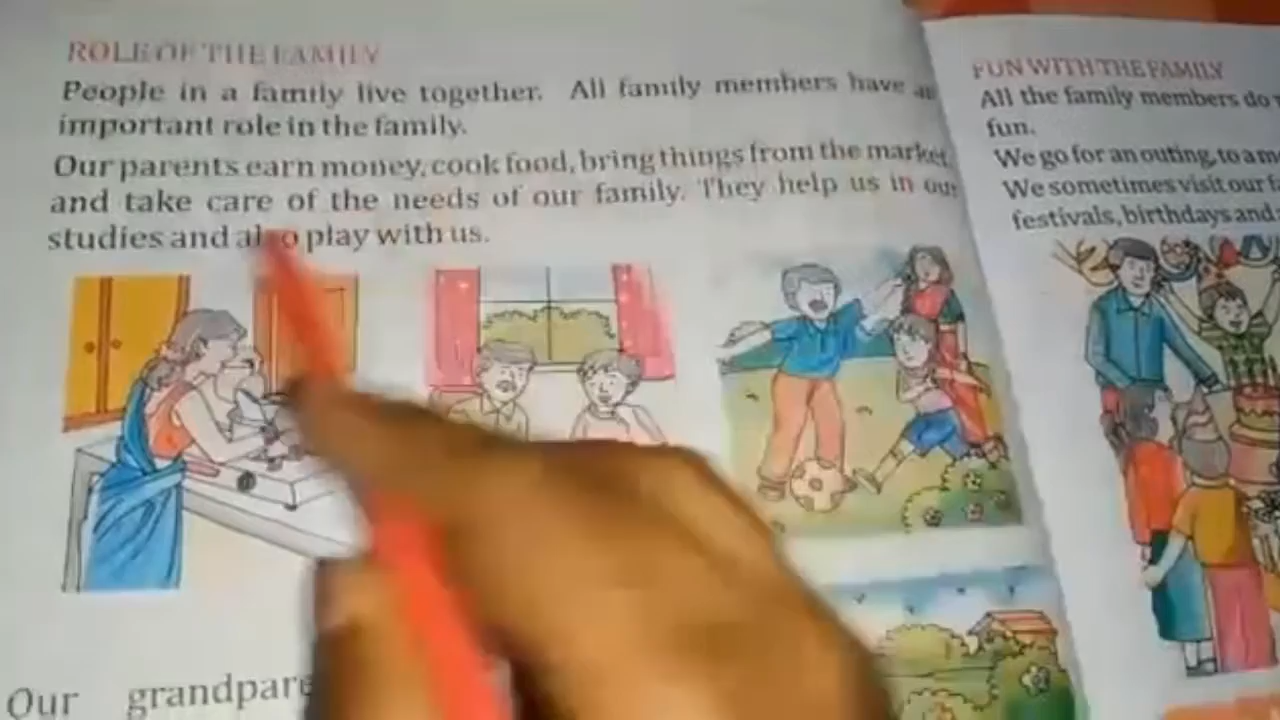 ROLE OF THE FAMILY
People in a family live together. All family members have
important role in the family.
Our parents earn money, cook food, bring things from the market,
and take care of the needs of our family. They help us in our
studies and also play with us.
Our
FUN WITH THE FAMILY
All the family members do
fun.
We go for an outing, to a
We sometimes visit our
festivals, birthdays and